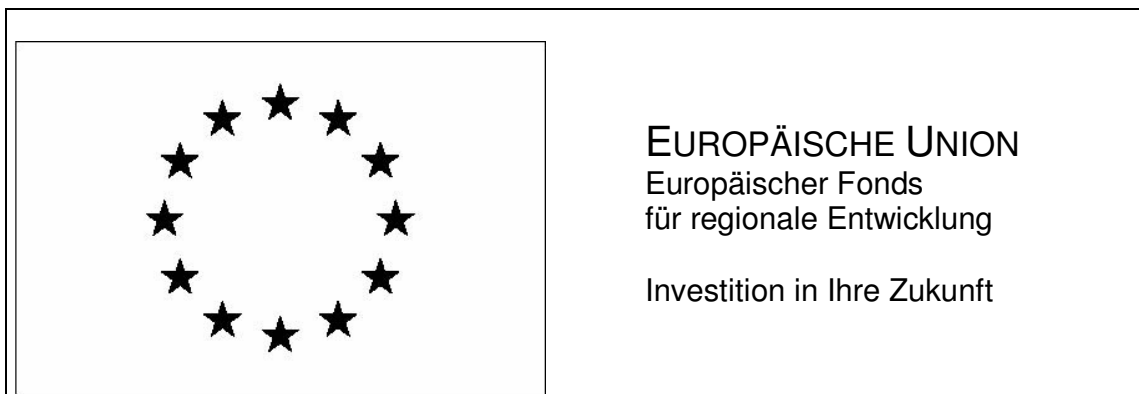 EUROPÄISCHE UNION
Europäischer Fonds
für regionale Entwicklung
Investition in Ihre Zukunft